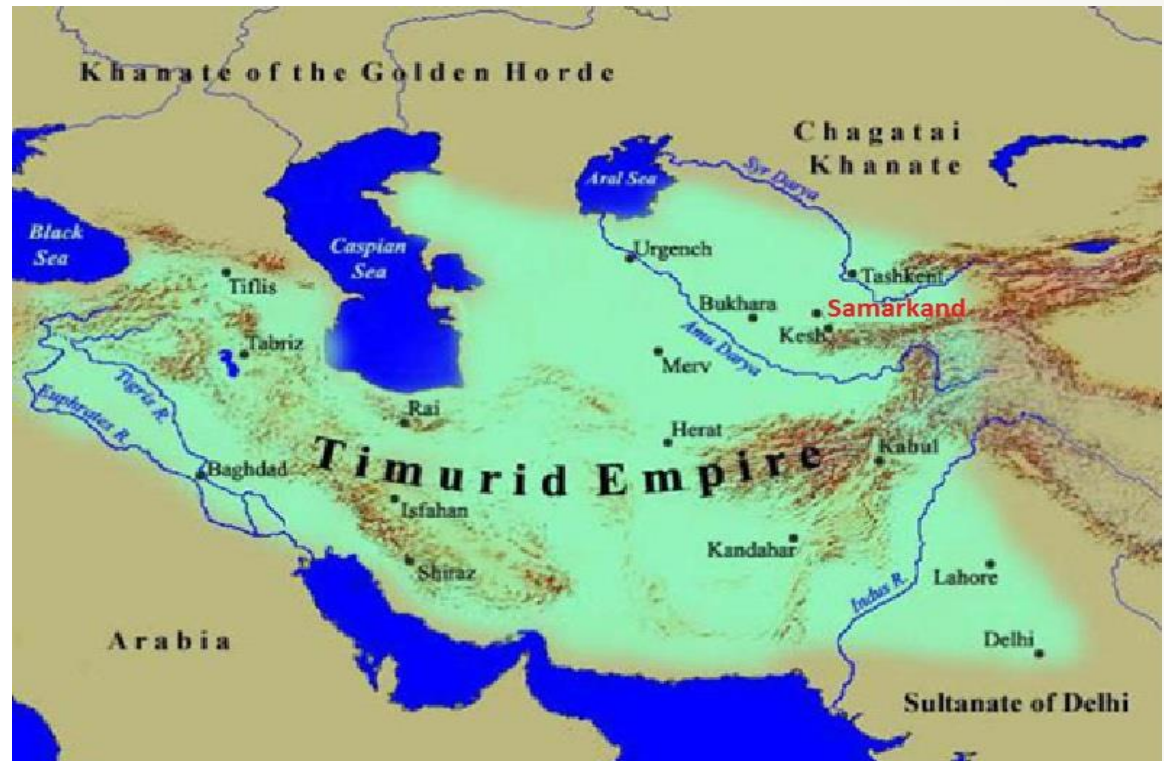 Khanate of the Golden Horde
Chagatai
Khanate
Aral Sea
Syr Darya
Black
Sea
Caspian
Sea
Urgench
Tashkent
Tiflis
Bukhara
Samarkand
Kesh
Amu Darya
Tabriz
Merv
Tigris R.
Euphrates R.
Rai
Herat
Kabul
Timurid Empire
Baghdad
Isfahan
Kandahar
Shiraz
Indus R.
Lahore
Arabia
Delhi
Sultanate of Delhi